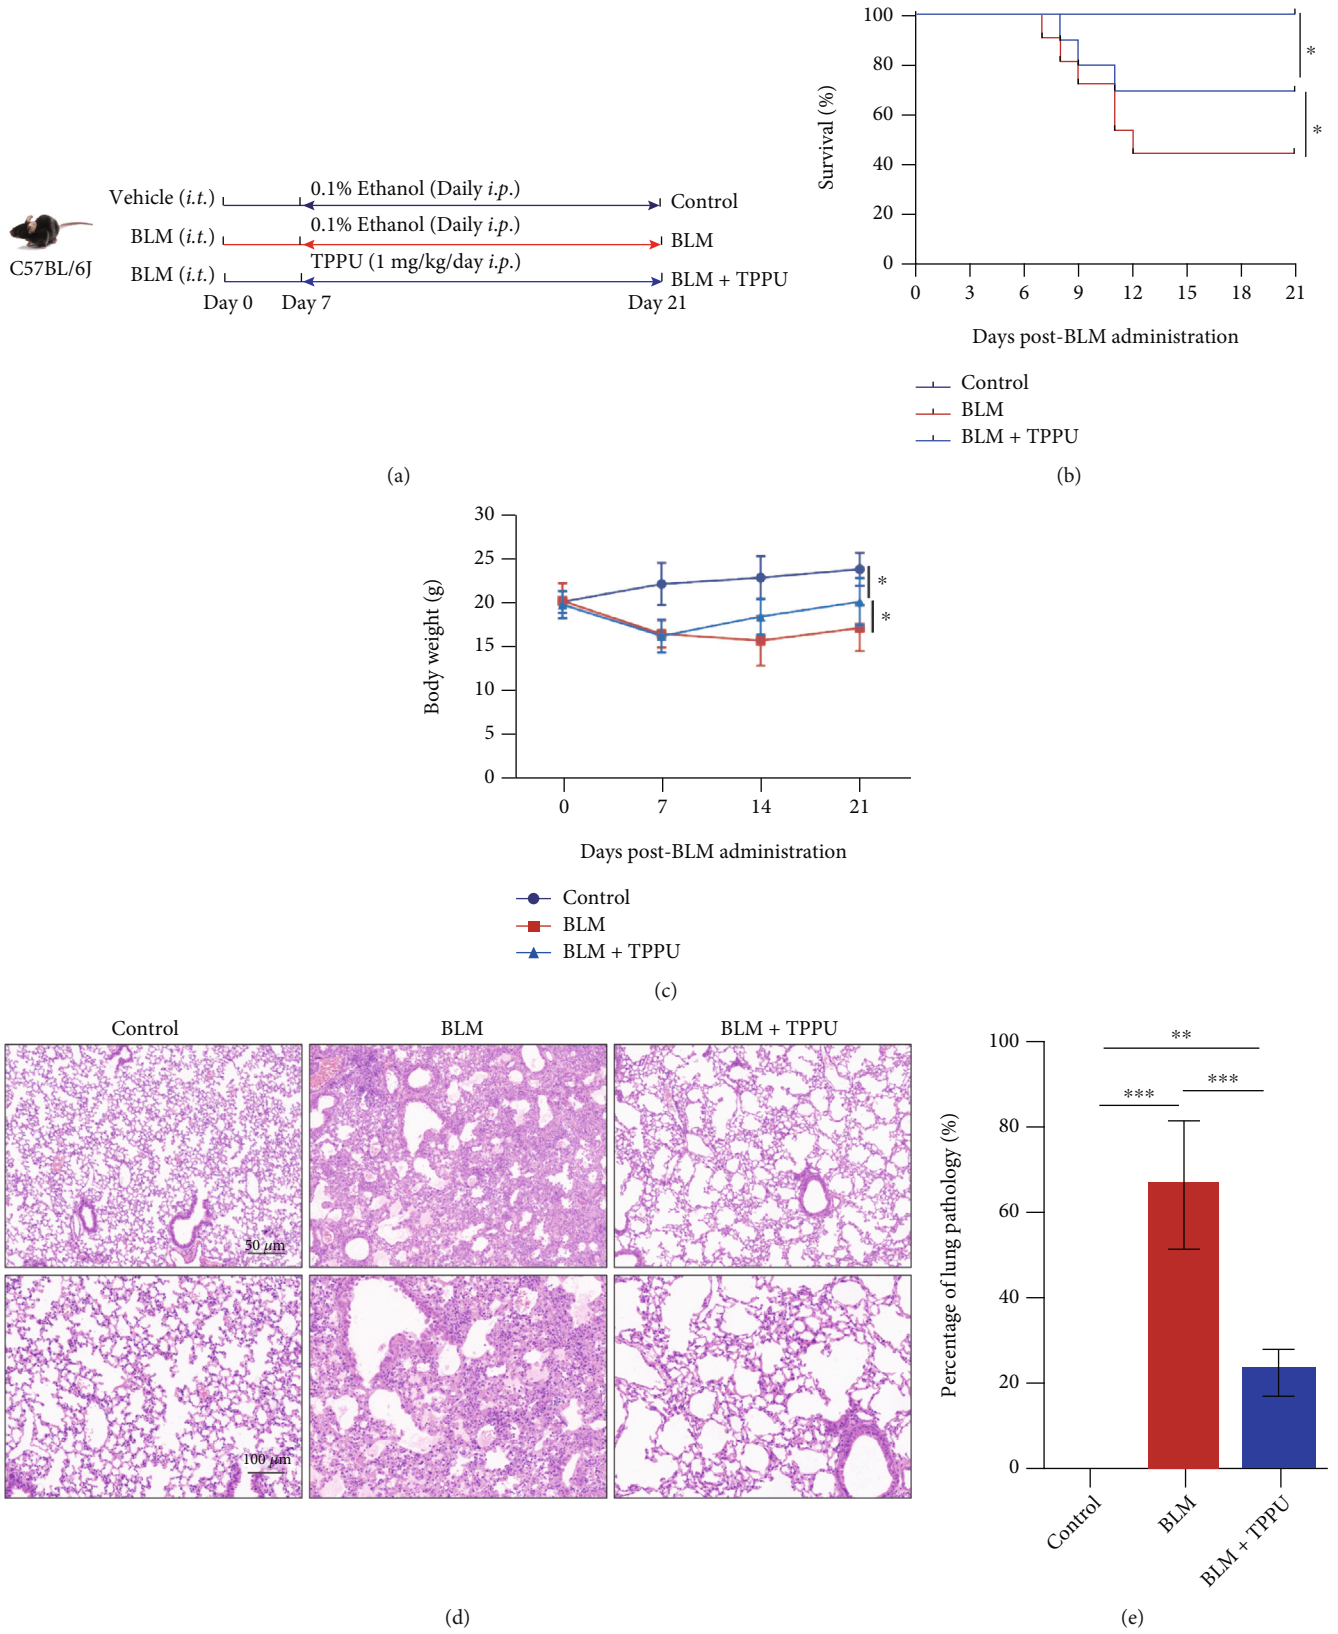 C57BL/6J
Vehicle (i.t.)
0.1% Ethanol (Daily i.p.)
Control
BLM (i.t.)
0.1% Ethanol (Daily i.p.)
BLM
BLM (i.t.)
TPPU (1 mg/kg/day i.p.)
BLM + TPPU
Day 0
Day 7
Day 21
(a)
Survival (%)
100
80
60
40
20
0
0 3 6 9 12 15 18 21
*
*
Days post-BLM administration
Control
BLM
BLM + TPPU
(b)
Body weight (g)
30
25
20
15
10
5
0
0 7 14 21
*
*
Days post-BLM administration
Control
BLM
BLM + TPPU
(c)
Control
BLM
BLM + TPPU
50 μm
100 μm
(d)
Percentage of lung pathology (%)
100
80
60
40
20
0
**
***
***
Control
BLM
BLM + TPPU
(e)